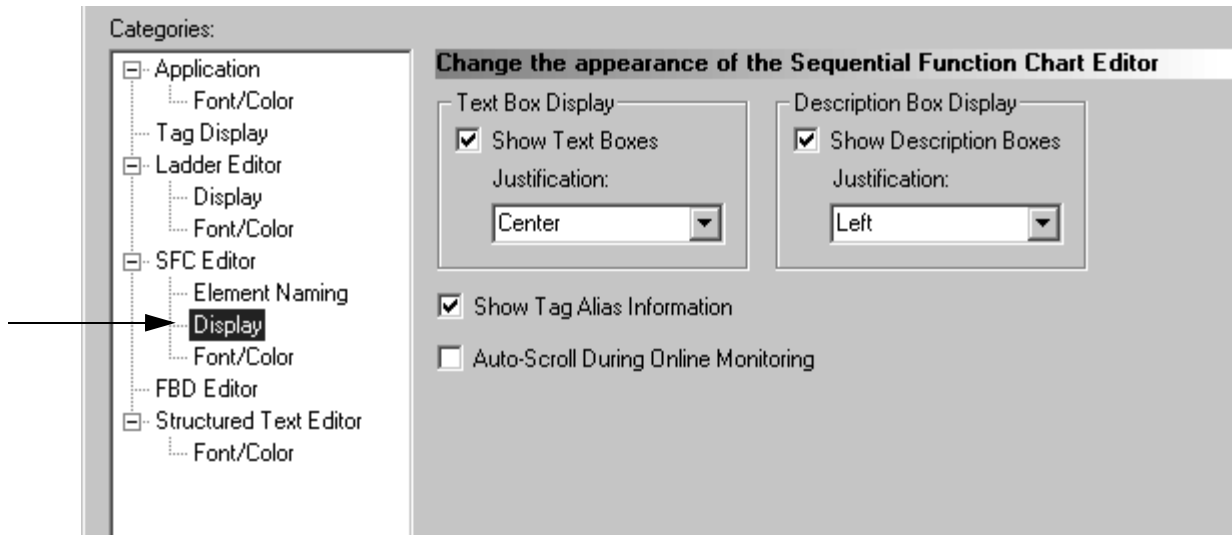 Categories:
Application
Font/Color
Tag Display
Ladder Editor
Display
Font/Color
SFC Editor
Element Naming
Display
Font/Color
FBD Editor
Structured Text Editor
Font/Color
Change the appearance of the Sequential Function Chart Editor
Text Box Display
Show Text Boxes
Justification:
Center
Description Box Display
Show Description Boxes
Justification:
Left
Show Tag Alias Information
Auto-Scroll During Online Monitoring